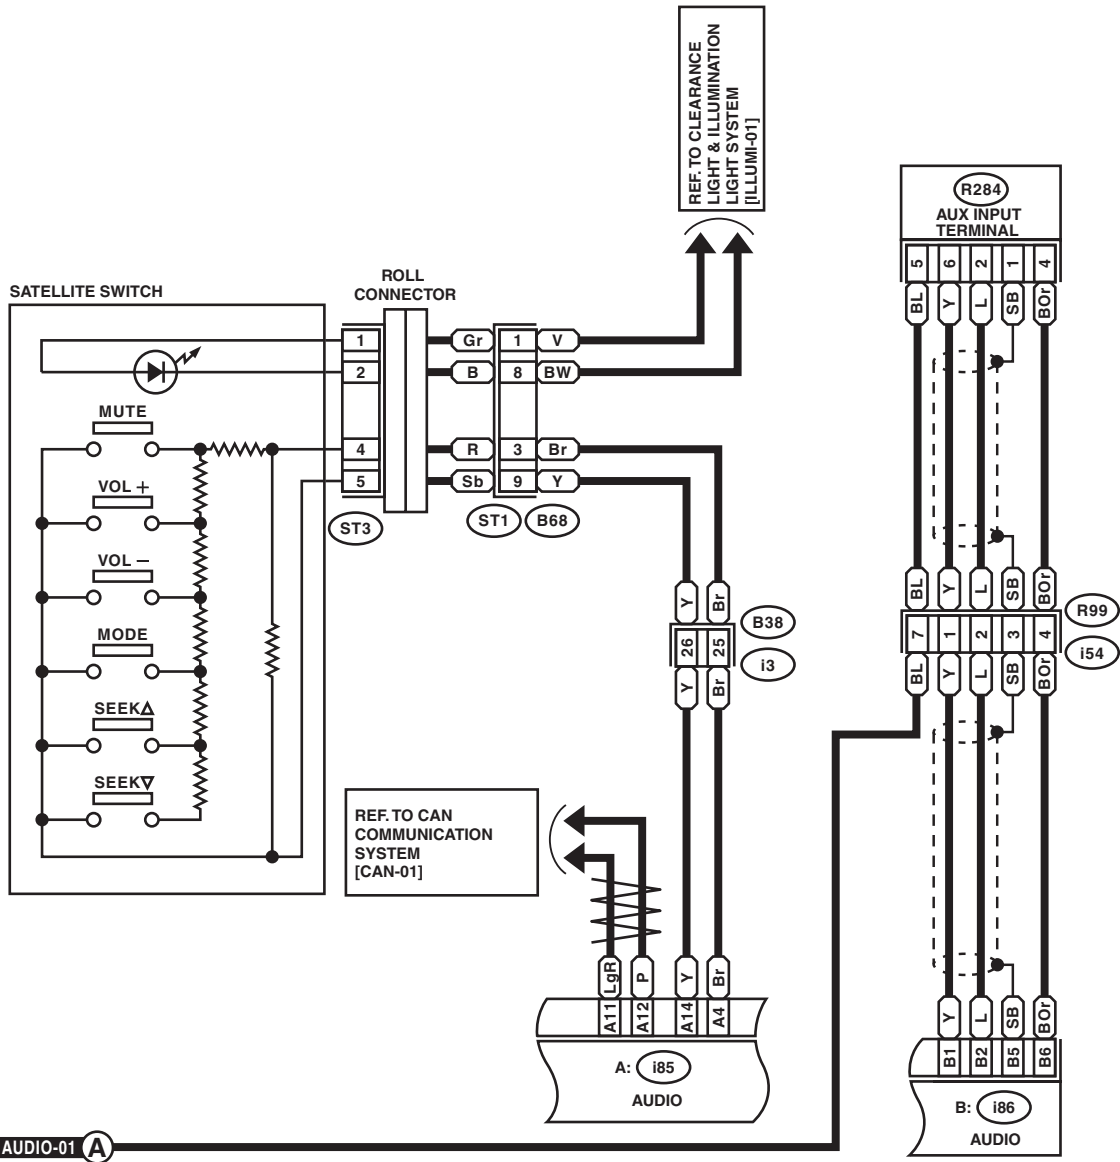 REF. TO CLEARANCE
LIGHT & ILLUMINATION
LIGHT SYSTEM
[ILLUMI-01]
R284
AUX INPUT
TERMINAL
5 6 2 1 4
BL Y L SB BOr
SATELLITE SWITCH
ROLL
CONNECTOR
1 Gr 1 V
2 B 8 BW
MUTE
4 R 3 Br
5 Sb 9 Y
VOL +
ST3 ST1 B68
VOL −
MODE
SEEK△
SEEK▽
Y Br
B38
26 25
i3
Y Br
BL Y L SB BOr
R99
7 1 2 3 4
i54
BL Y L SB BOr
REF. TO CAN
COMMUNICATION
SYSTEM
[CAN-01]
LgR P Y Br
A11 A12 A14 A4
A: i85
AUDIO
Y L SB BOr
B1 B2 B5 B6
B: i86
AUDIO
AUDIO-01 A